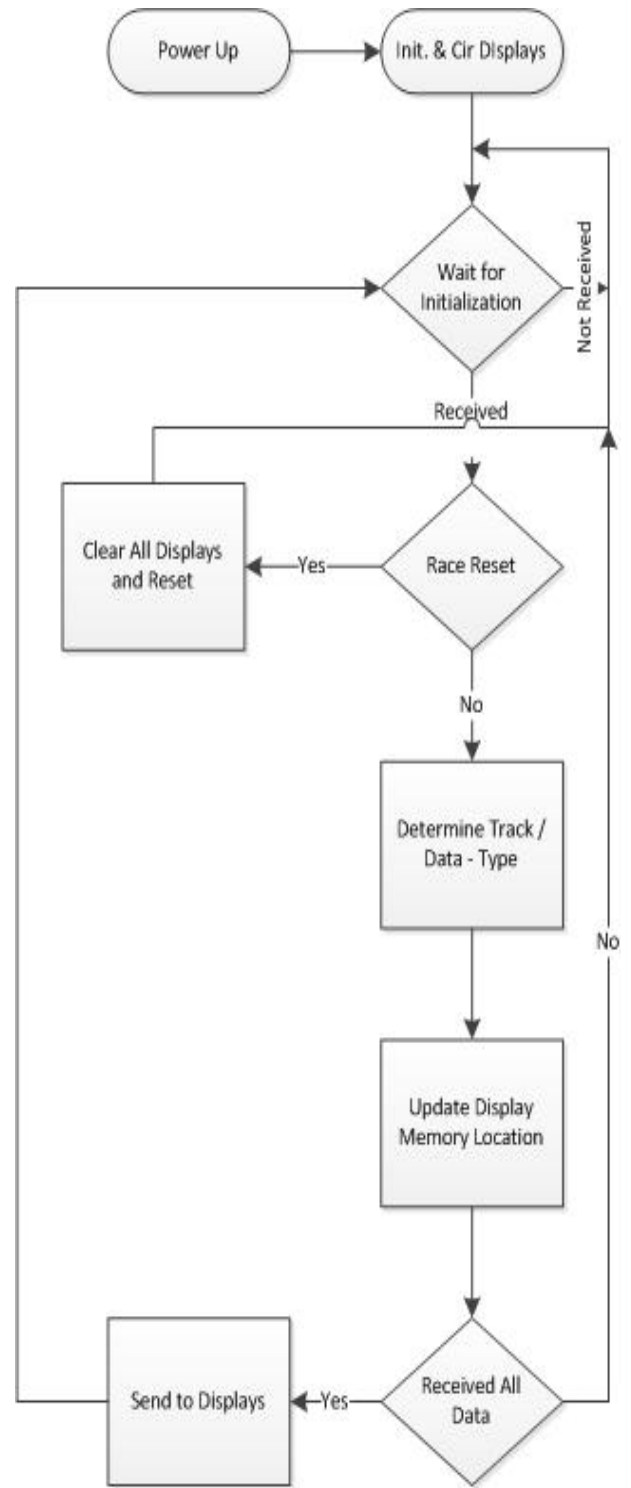 Power Up
Init. & Cir Displays
Wait for
Initialization
Not Received
Received
Clear All Displays
and Reset
Yes
Race Reset
No
Determine Track /
Data - Type
No
Update Display
Memory Location
Send to Displays
Yes
Received All
Data